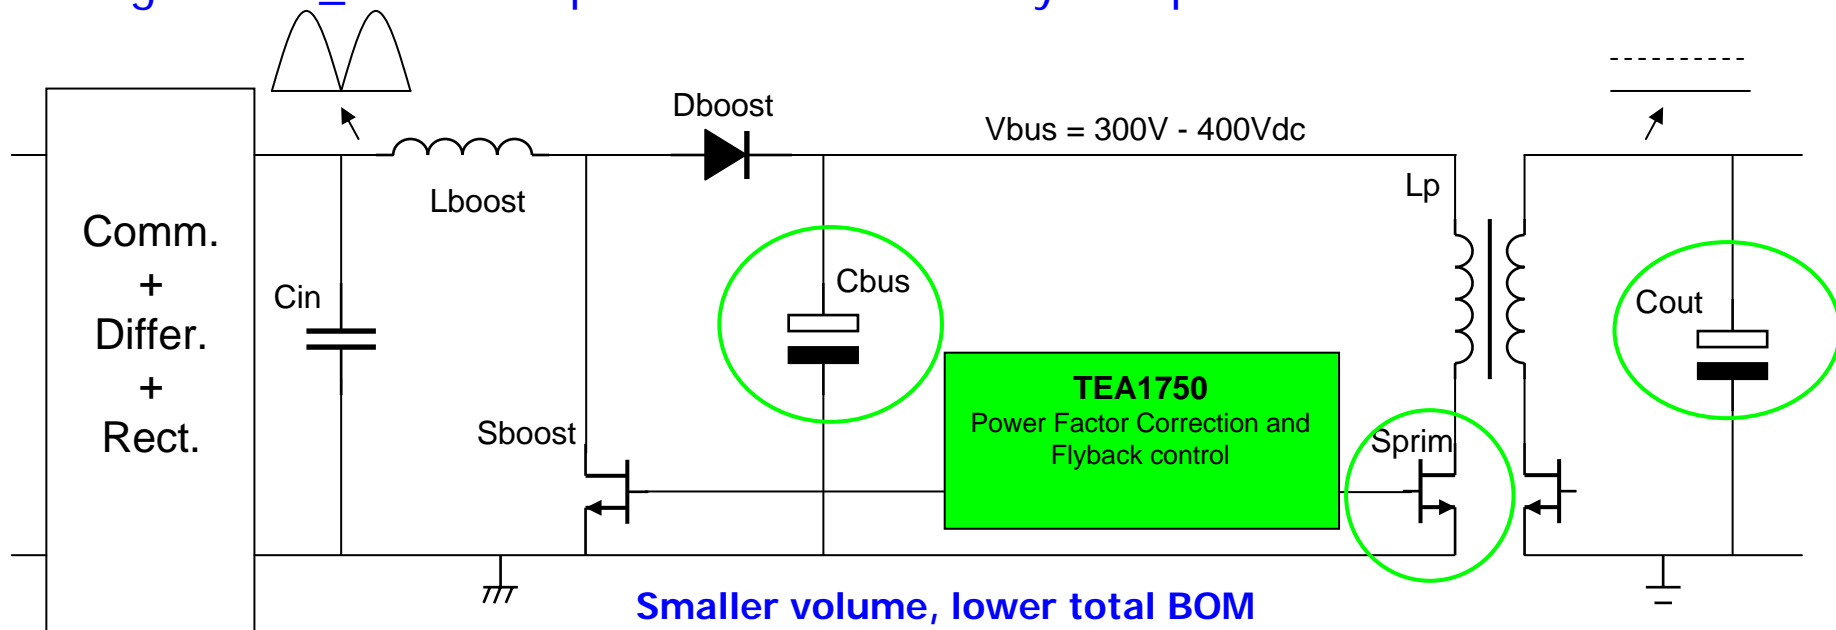 Dboost
Vbus = 300V - 400Vdc
Lboost
Lp
Comm.
+
Differ.
+
Rect.
Cin
Cbus
Cout
Sboost
TEA1750
Power Factor Correction and
Flyback control
Sprim
Smaller volume, lower total BOM